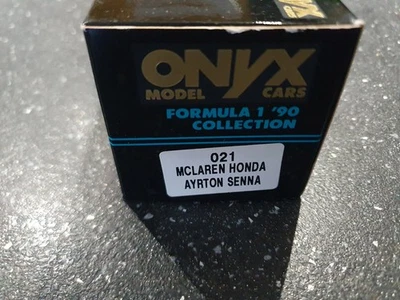 ONYX
MODEL CARS
FORMULA 1 '90
COLLECTION
021
MCLAREN HONDA
AYRTON SENNA